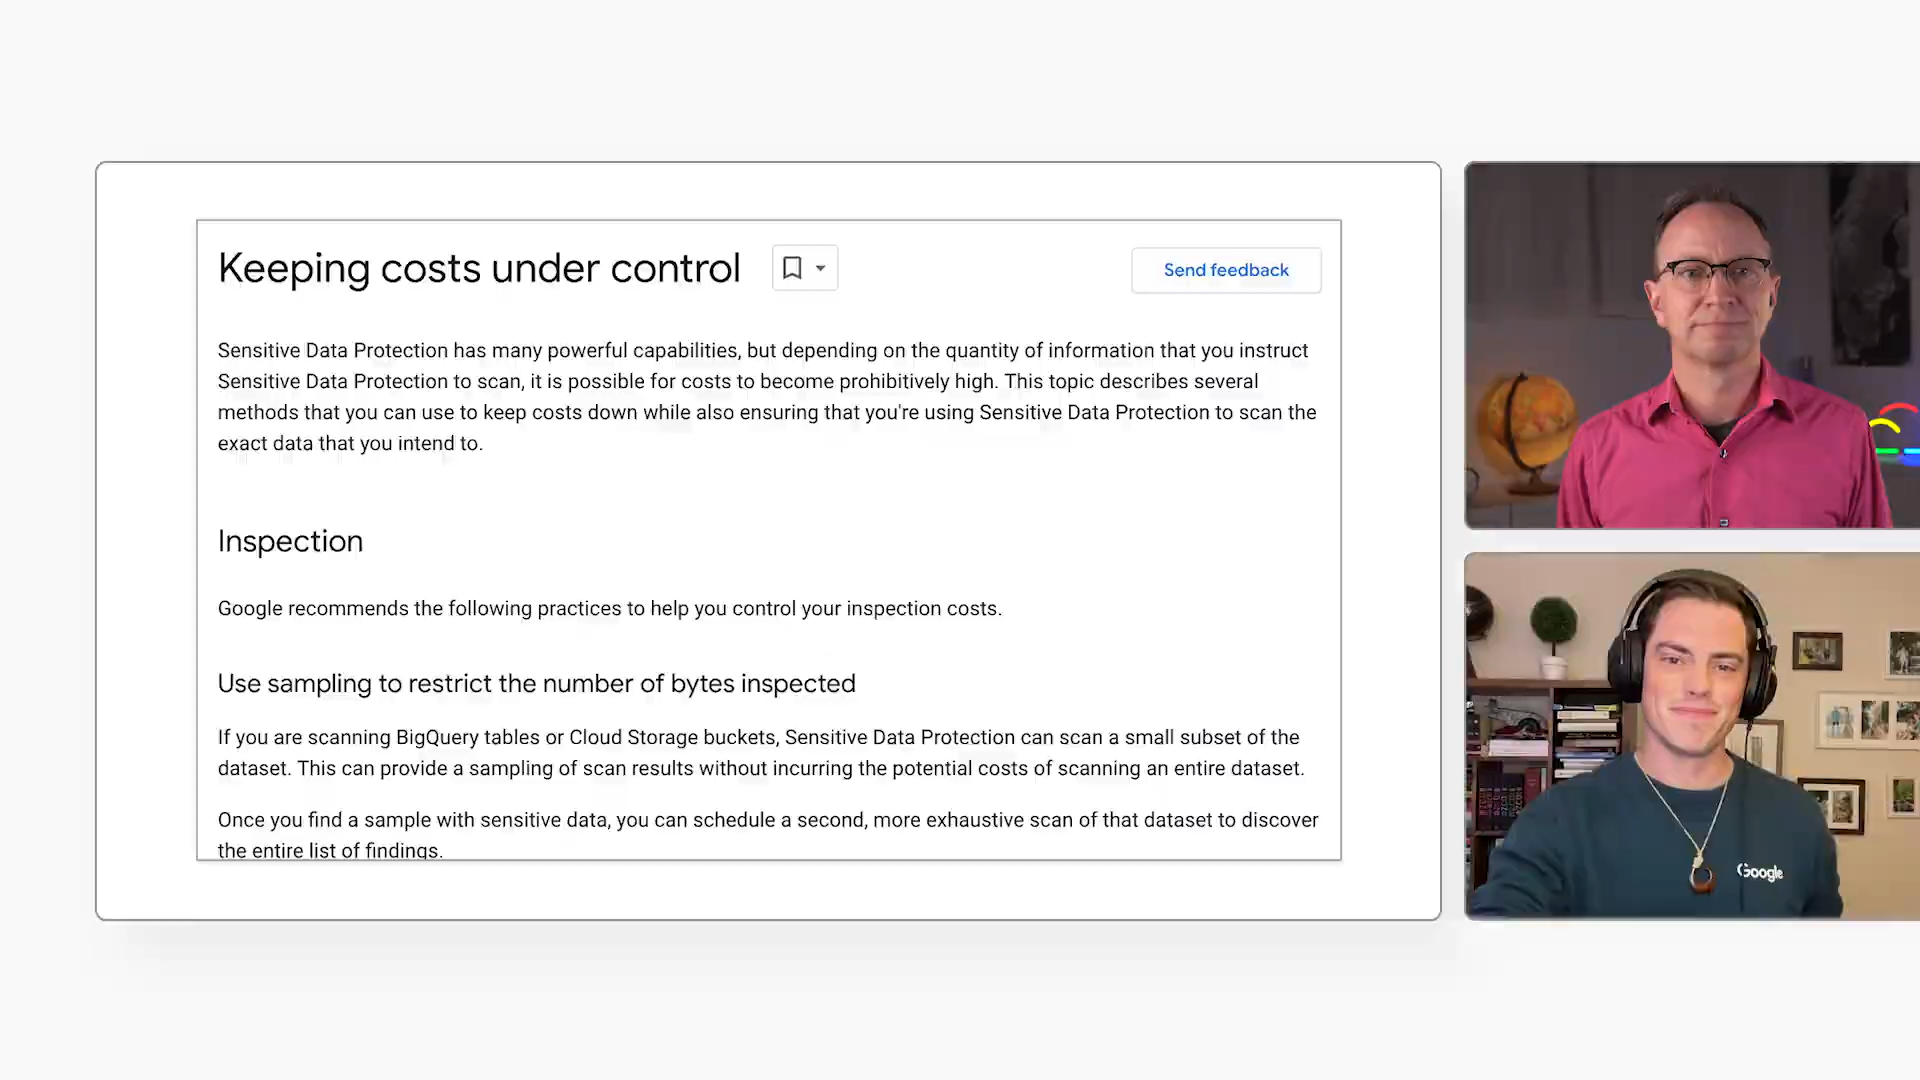 Keeping costs under control
Send feedback
Sensitive Data Protection has many powerful capabilities, but depending on the quantity of information that you instruct
Sensitive Data Protection to scan, it is possible for costs to become prohibitively high. This topic describes several
methods that you can use to keep costs down while also ensuring that you're using Sensitive Data Protection to scan the
exact data that you intend to.
Inspection
Google recommends the following practices to help you control your inspection costs.
Use sampling to restrict the number of bytes inspected
If you are scanning BigQuery tables or Cloud Storage buckets, Sensitive Data Protection can scan a small subset of the
dataset. This can provide a sampling of scan results without incurring the potential costs of scanning an entire dataset.
Once you find a sample with sensitive data, you can schedule a second, more exhaustive scan of that dataset to discover
the entire list of findings.
Google